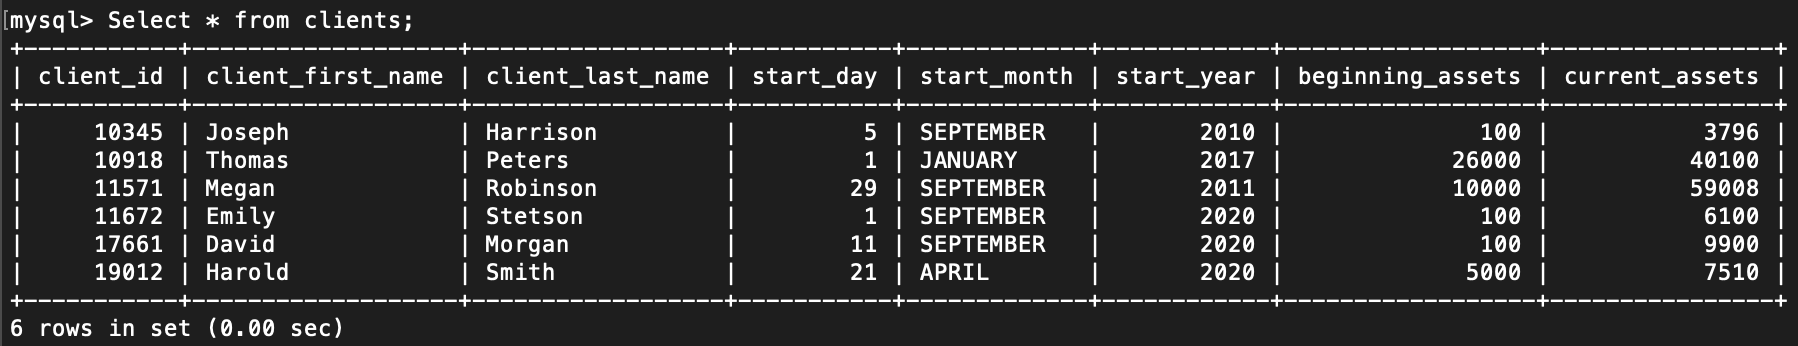 [mysql> Select * from clients;
+------------+-------------------+------------------+-----------+-------------+------------+------------------+----------------+
| client_id | client_first_name | client_last_name | start_day | start_month | start_year | beginning_assets | current_assets |
+------------+-------------------+------------------+-----------+-------------+------------+------------------+----------------+
| 10345 | Joseph | Harrison | 5 | SEPTEMBER | 2010 | 100 | 3796 |
| 10918 | Thomas | Peters | 1 | JANUARY | 2017 | 26000 | 40100 |
| 11571 | Megan | Robinson | 29 | SEPTEMBER | 2011 | 10000 | 59008 |
| 11672 | Emily | Stetson | 1 | SEPTEMBER | 2020 | 100 | 6100 |
| 17661 | David | Morgan | 11 | SEPTEMBER | 2020 | 100 | 9900 |
| 19012 | Harold | Smith | 21 | APRIL | 2020 | 5000 | 7510 |
+------------+-------------------+------------------+-----------+-------------+------------+------------------+----------------+
6 rows in set (0.00 sec)